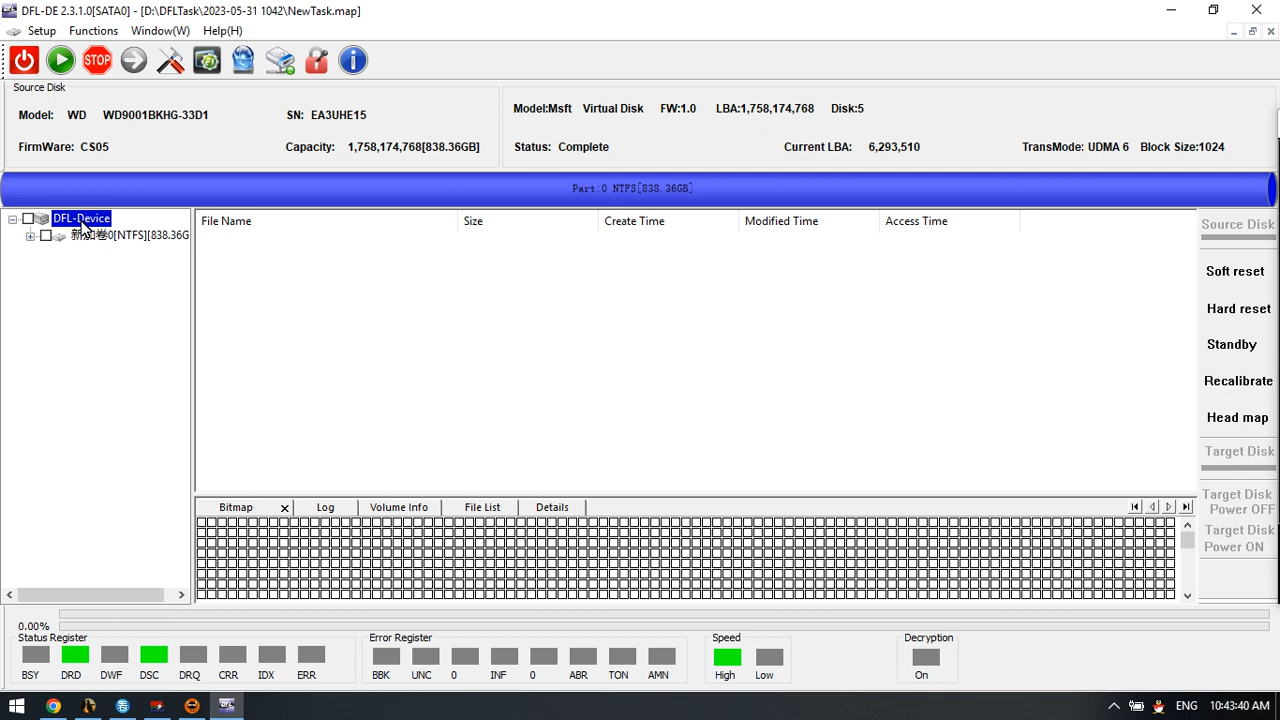 DFL-DE 2.3.1.0[SATA0] - [D:\DFLTask\2023-05-31 1042\NewTask.map]
Setup Functions Window(W) Help(H)
STOP
Source Disk
Model: WD WD9001BKHG-33D1 SN: EA3UHE15
FirmWare: CS05 Capacity: 1,758,174,768[838.36GB]
Model:Msft Virtual Disk FW:1.0 LBA:1,758,174,768 Disk:5
Status: Complete Current LBA: 6,293,510 TransMode: UDMA 6 Block Size:1024
Part:0 NTFS[838.36GB]
DFL-Device
新加卷0[NTFS][838.36G
File Name Size Create Time Modified Time Access Time
Source Disk
Soft reset
Hard reset
Standby
Recalibrate
Head map
Target Disk
Target Disk
Power OFF
Target Disk
Power ON
Bitmap Log Volume Info File List Details
0.00%
Status Register
BSY DRD DWF DSC DRQ CRR IDX ERR
Error Register
BBK UNC 0 INF 0 ABR TON AMN
Speed
High Low
Decryption
On
ENG 10:43:40 AM